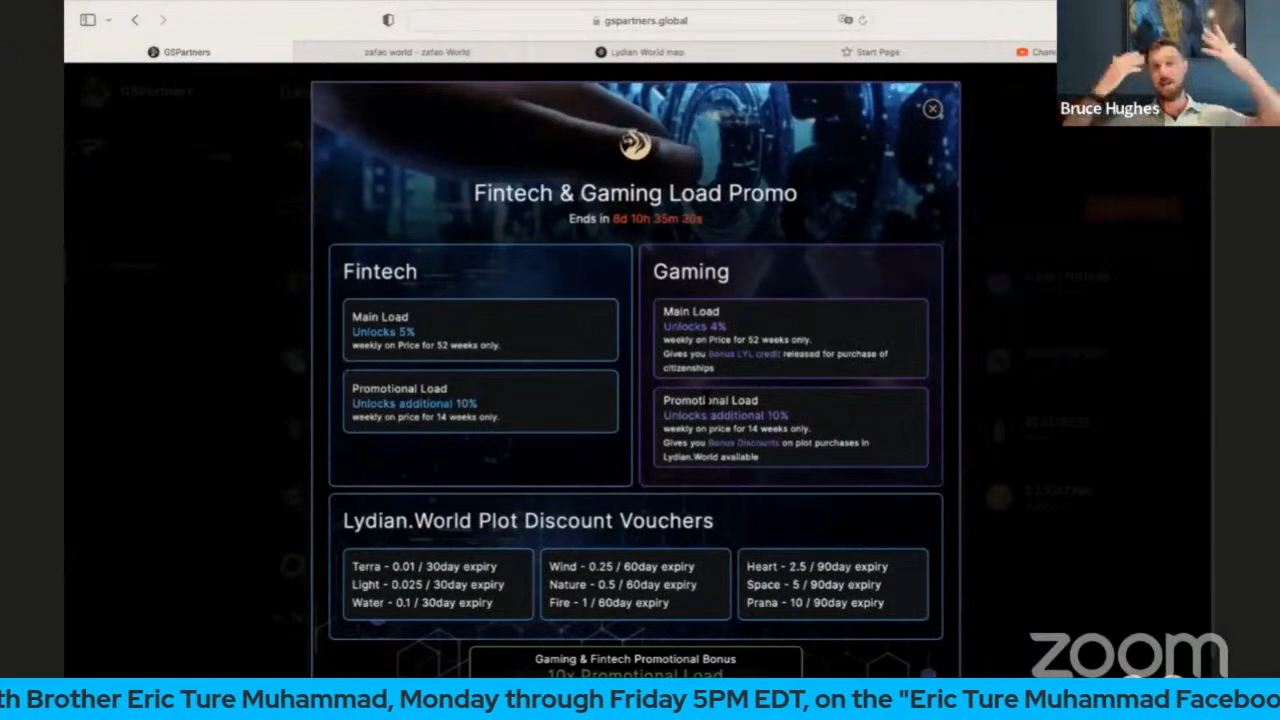 gspartners.global
GSPartners
zafao world - zafao World
Lydian World map
Start Page
Bruce Hughes
Fintech & Gaming Load Promo
Ends in 8d 10h 35m
Fintech
Main Load
Unlocks 5%
weekly on Price for 52 weeks only.
Promotional Load
Unlocks additional 10%
weekly on price for 14 weeks only.
Gaming
Main Load
Unlocks 4%
weekly on Price for 52 weeks only.
Gives you Bonus LYL credit released for purchase of
citizenships
Promotional Load
Unlocks additional 10%
weekly on price for 14 weeks only.
Gives you Bonus Discounts on plot purchases in
Lydian.World available
Lydian.World Plot Discount Vouchers
Terra - 0.01 / 30day expiry
Light - 0.025 / 30day expiry
Water - 0.1 / 30day expiry
Wind - 0.25 / 60day expiry
Nature - 0.5 / 60day expiry
Fire - 1 / 60day expiry
Heart - 2.5 / 90day expiry
Space - 5 / 90day expiry
Prana - 10 / 90day expiry
Gaming & Fintech Promotional Bonus
10x Promotional Load
zoom
th Brother Eric Ture Muhammad, Monday through Friday 5PM EDT, on the "Eric Ture Muhammad Faceboo